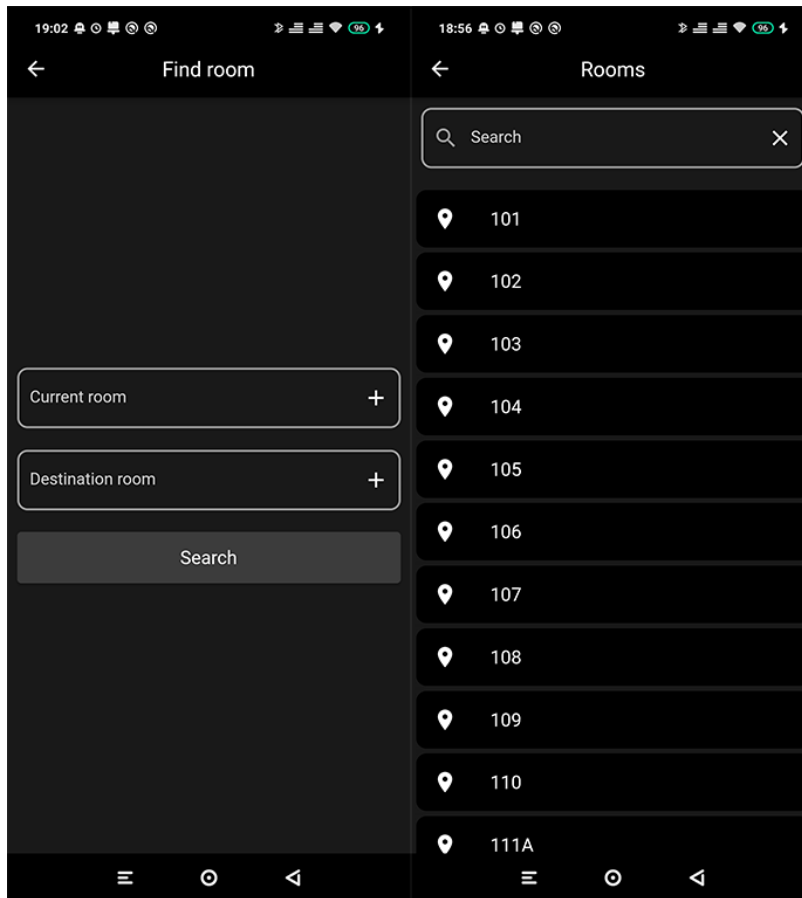 19:02
96
Find room
Current room
Destination room
Search
18:56
96
Rooms
Search
101
102
103
104
105
106
107
108
109
110
111A